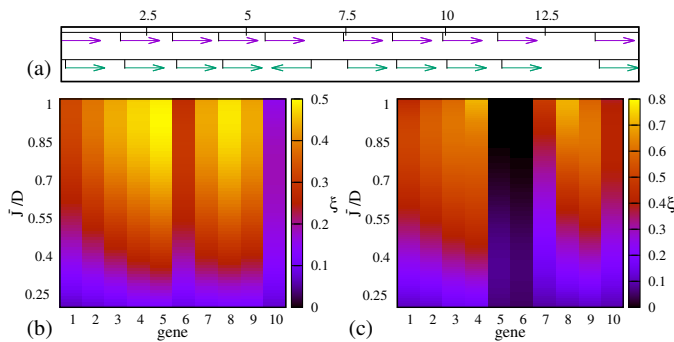 2.5 5 7.5 10 12.5
(a)
1 0.85 0.7 0.55 0.4 0.25
J̄/D
0.5 0.4 0.3 0.2 0.1 0
ξ
1 2 3 4 5 6 7 8 9 10
gene
(b)
1 0.85 0.7 0.55 0.4 0.25
J̄/D
0.8 0.7 0.6 0.5 0.4 0.3 0.2 0.1 0
ξ
1 2 3 4 5 6 7 8 9 10
gene
(c)